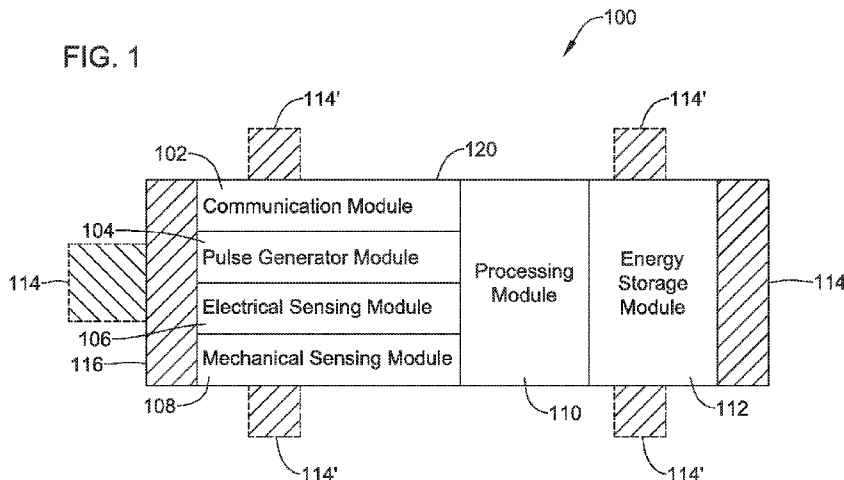 100
FIG. 1
114'
114'
102
120
Communication Module
104
Pulse Generator Module
Processing
Module
Energy
Storage
Module
114
114
Electrical Sensing Module
106
116
Mechanical Sensing Module
108
110
112
114'
114'